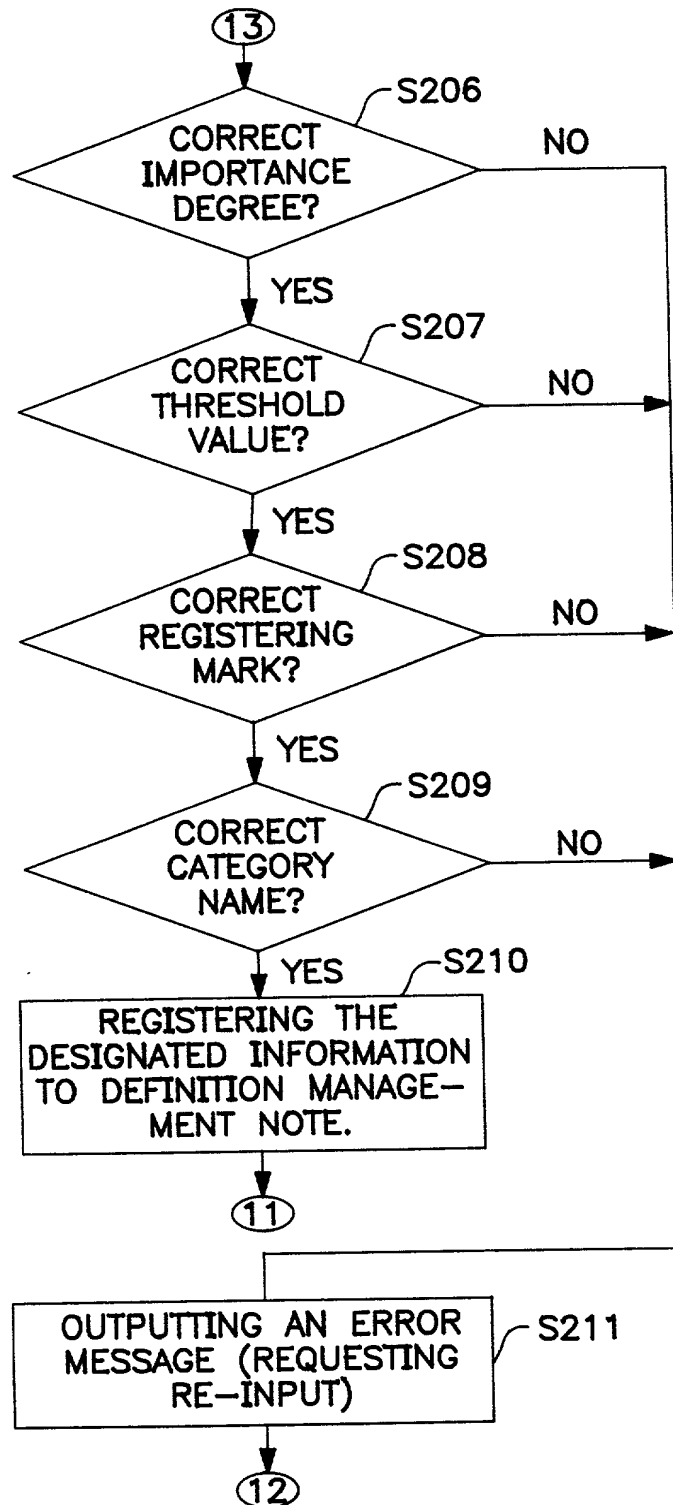 13
S206
CORRECT
IMPORTANCE
DEGREE?
NO
YES
S207
CORRECT
THRESHOLD
VALUE?
NO
YES
S208
CORRECT
REGISTERING
MARK?
NO
YES
S209
CORRECT
CATEGORY
NAME?
NO
YES
S210
REGISTERING THE
DESIGNATED INFORMATION
TO DEFINITION MANAGE-
MENT NOTE.
11
OUTPUTTING AN ERROR
MESSAGE (REQUESTING
RE-INPUT)
S211
12